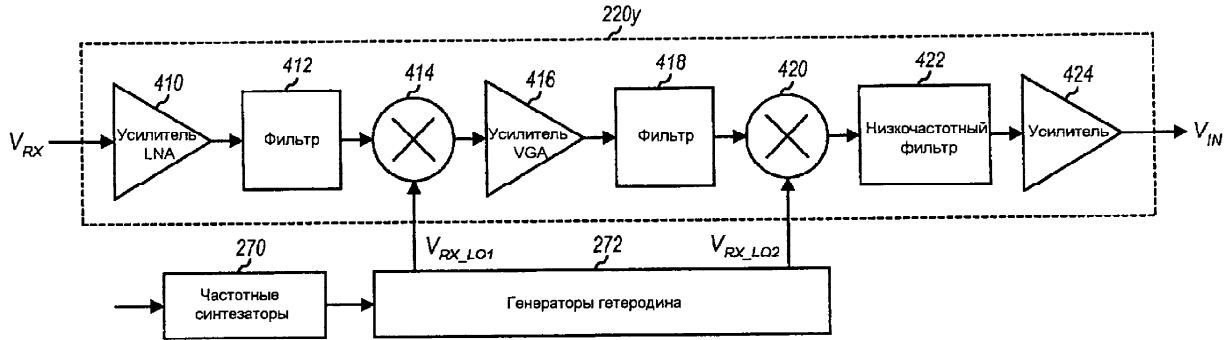 220y
410
412
414
416
418
420
422
424
V_RX
Усилитель
LNA
Фильтр
Усилитель
VGA
Фильтр
Низкочастотный
фильтр
Усилитель
V_IN
270
V_RX_LO1
272
V_RX_LO2
Частотные
синтезаторы
Генераторы гетеродина